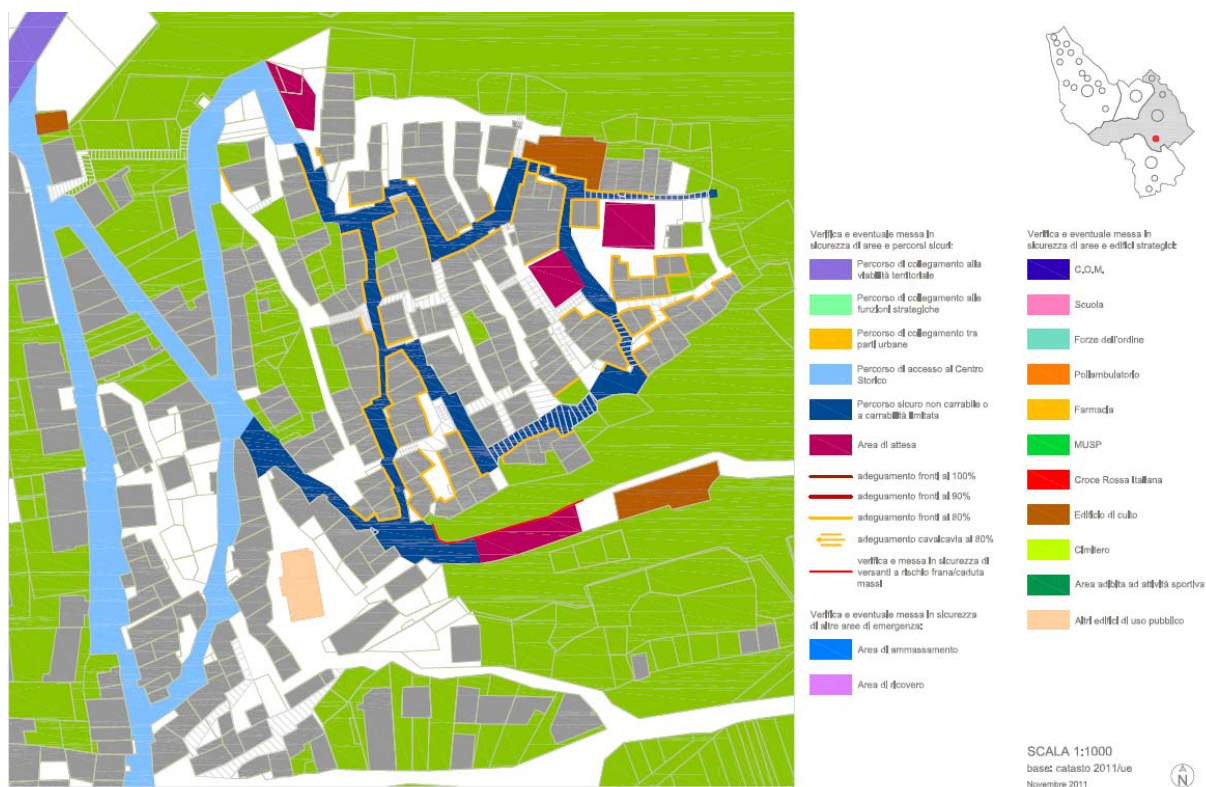 Verifica e eventuale messa in
sicurezza di aree e percorsi sicuri:
Percorso di collegamento alla
viabilità territoriale
Percorso di collegamento alle
funzioni strategiche
Percorso di collegamento tra
parti urbane
Percorso di accesso al Centro
Storico
Percorso sicuro non carrabile o
a carrabilità limitata
Area di attesa
adeguamento fronti al 100%
adeguamento fronti al 90%
adeguamento fronti al 80%
adeguamento cavalcavia al 80%
verifica e messa in sicurezza di
versanti a rischio frana/caduta
massi
Verifica e eventuale messa in sicurezza
di altre aree di emergenza:
Area di ammassamento
Area di ricovero
Verifica e eventuale messa in
sicurezza di aree e edifici strategici:
C.O.M.
Scuola
Forze dell'ordine
Poliambulatorio
Farmacia
MUSP
Croce Rossa Italiana
Edificio di culto
Cimitero
Area adibita ad attività sportiva
Altri edifici di uso pubblico
SCALA 1:1000
base: catasto 2011/ue
Novembre 2011
N